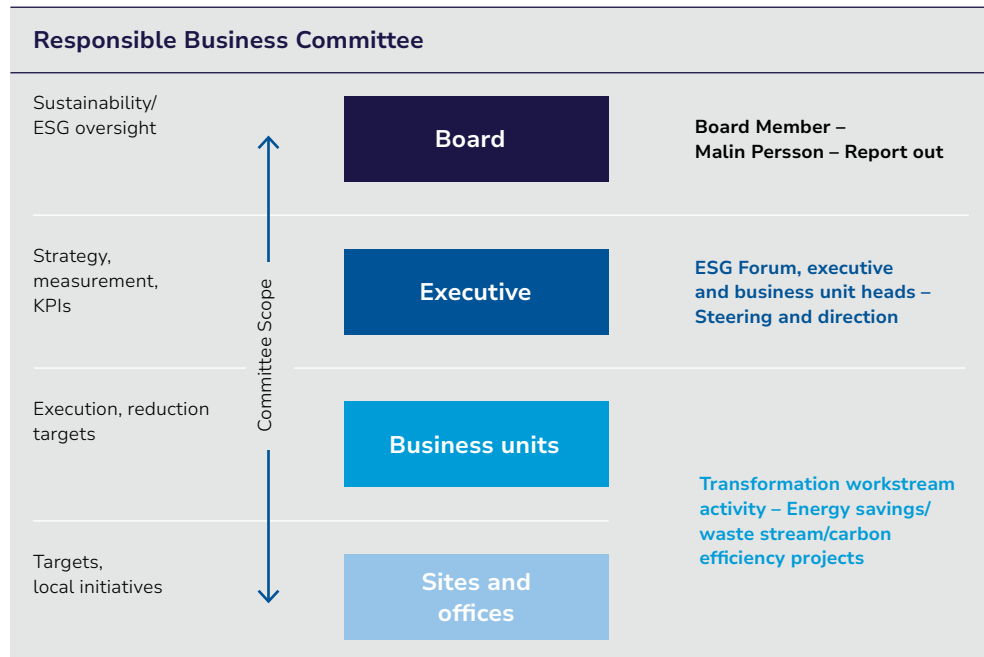 Responsible Business Committee
Sustainability/
ESG oversight
Board
Board Member –
Malin Persson – Report out
Strategy,
measurement,
KPIs
Executive
ESG Forum, executive
and business unit heads –
Steering and direction
Committee Scope
Execution, reduction
targets
Business units
Transformation workstream
activity – Energy savings/
waste stream/carbon
efficiency projects
Targets,
local initiatives
Sites and
offices